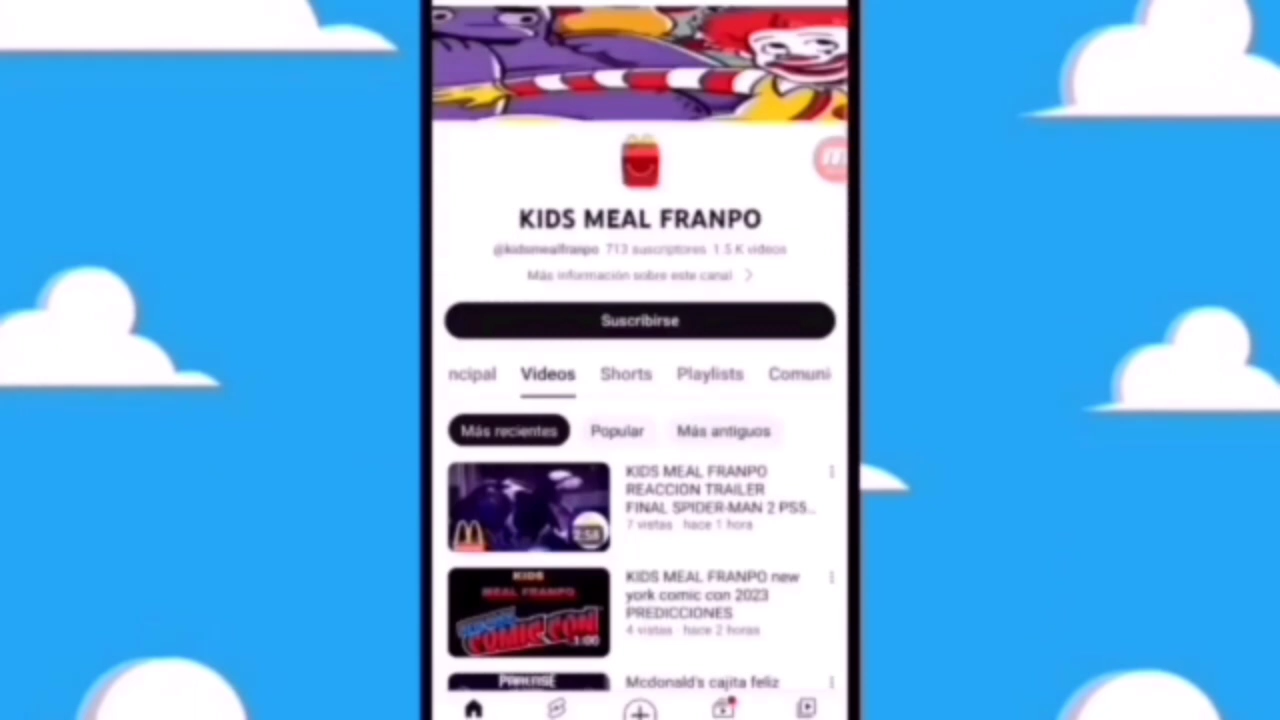 KIDS MEAL FRANPO
@kidsmealfranpo 713 suscriptores 1.5 K videos
Más información sobre este canal
Suscribirse
ncipal Videos Shorts Playlists Comuni
Más recientes Popular Más antiguos
KIDS MEAL FRANPO
REACCION TRAILER
FINAL SPIDER-MAN 2 PS5...
7 vistas · hace 1 hora
2:58
KIDS
MEAL FRANPO
COMIC CON
1:00
KIDS MEAL FRANPO new
york comic con 2023
PREDICCIONES
4 vistas · hace 2 horas
Mcdonald's cajita feliz